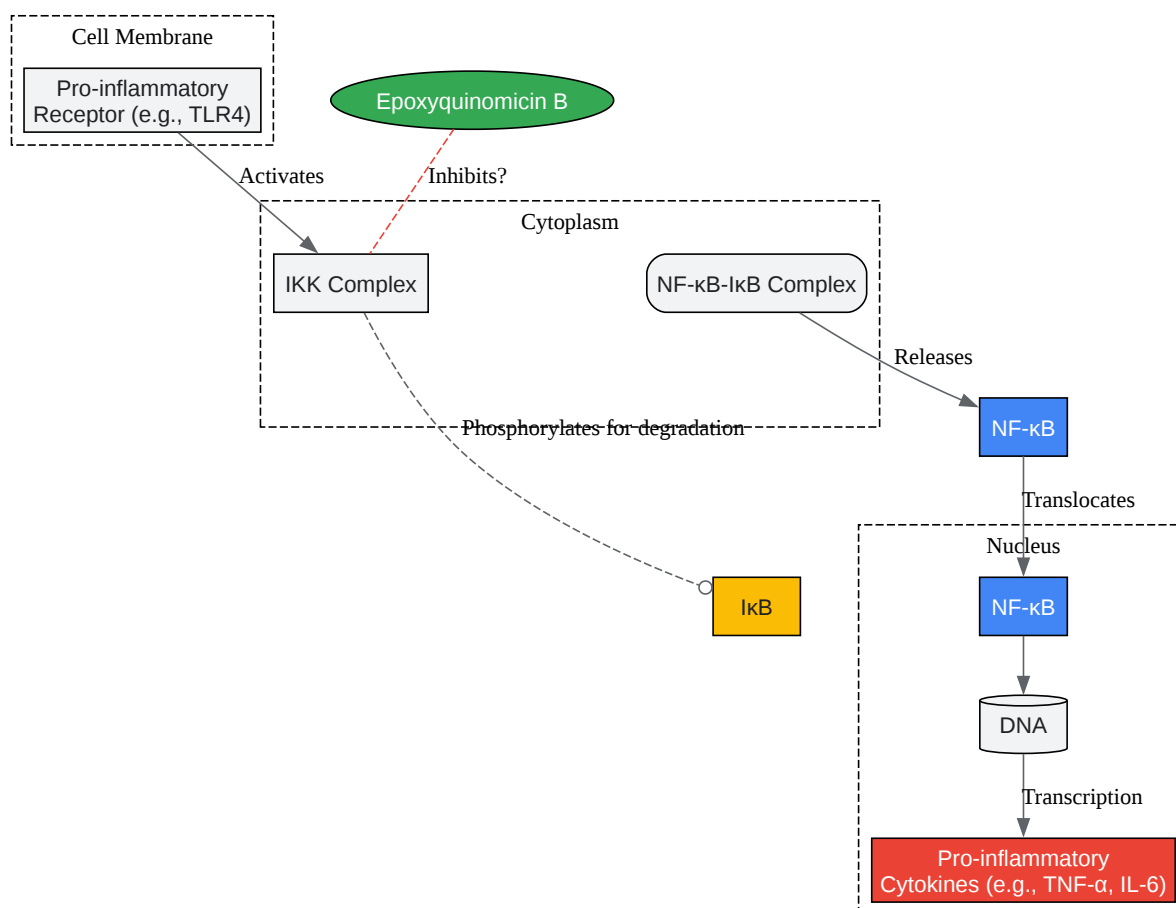 Cell Membrane
Pro-inflammatory
Receptor (e.g., TLR4)
Epoxyquinomicin B
Activates
Inhibits?
Cytoplasm
IKK Complex
NF-κB-IκB Complex
Releases
Phosphorylates for degradation
NF-κB
Translocates
Nucleus
IκB
NF-κB
DNA
Transcription
Pro-inflammatory
Cytokines (e.g., TNF-α, IL-6)